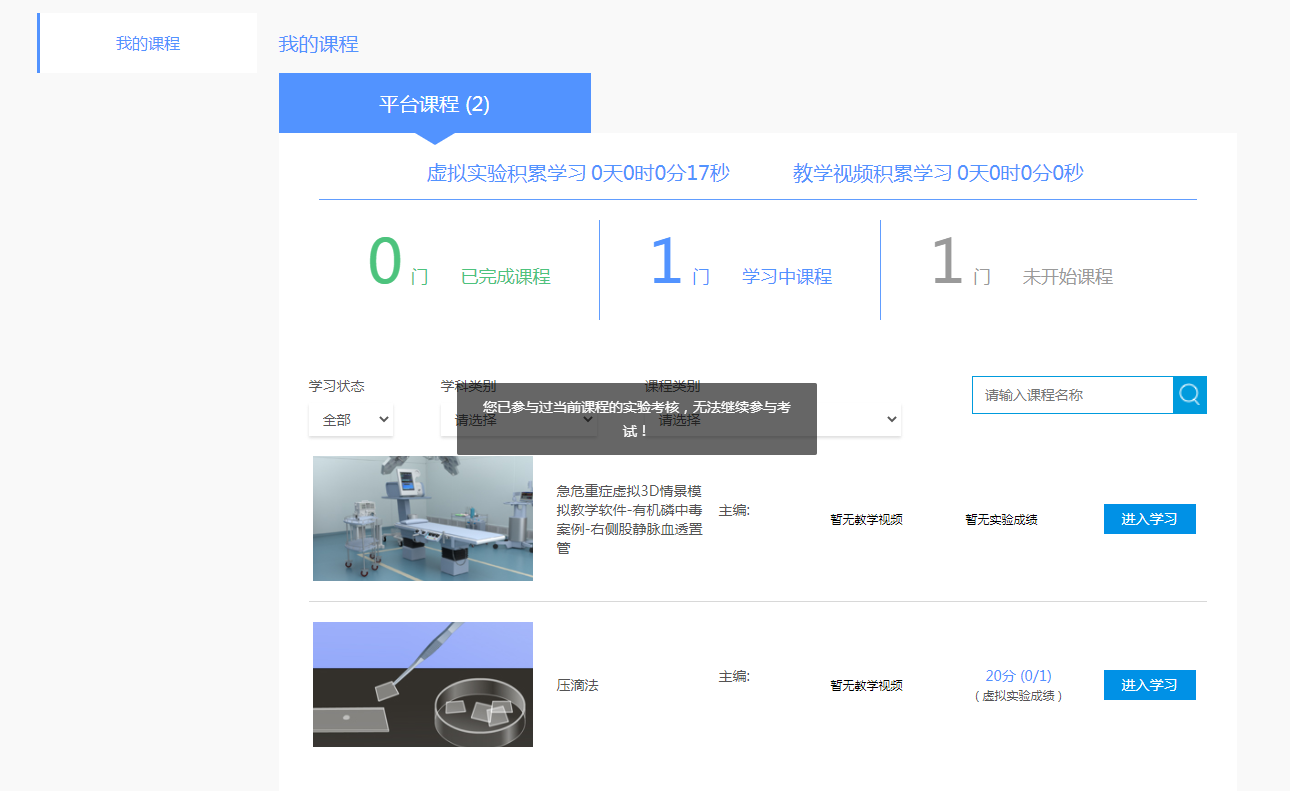 我的课程
我的课程
平台课程 (2)
虚拟实验积累学习 0天0时0分17秒 教学视频积累学习 0天0时0分0秒
0 门 已完成课程
1 门 学习中课程
1 门 未开始课程
学习状态 学科类别 课程类别
全部 请选择 请选择
请输入课程名称
您已参与过当前课程的实验考核，无法继续参与考
试！
急危重症虚拟3D情景模
拟教学软件-有机磷中毒
案例-右侧股静脉血透置
管
主编:
暂无教学视频
暂无实验成绩
进入学习
压滴法
主编:
暂无教学视频
20分 (0/1)
( 虚拟实验成绩 )
进入学习